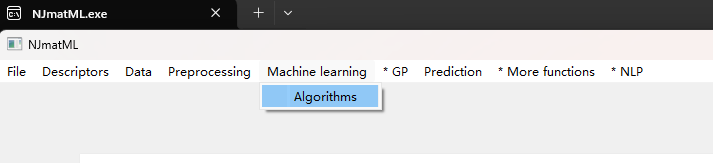 NJmatML.exe
NJmatML
File Descriptors Data Preprocessing Machine learning * GP Prediction * More functions * NLP
Algorithms